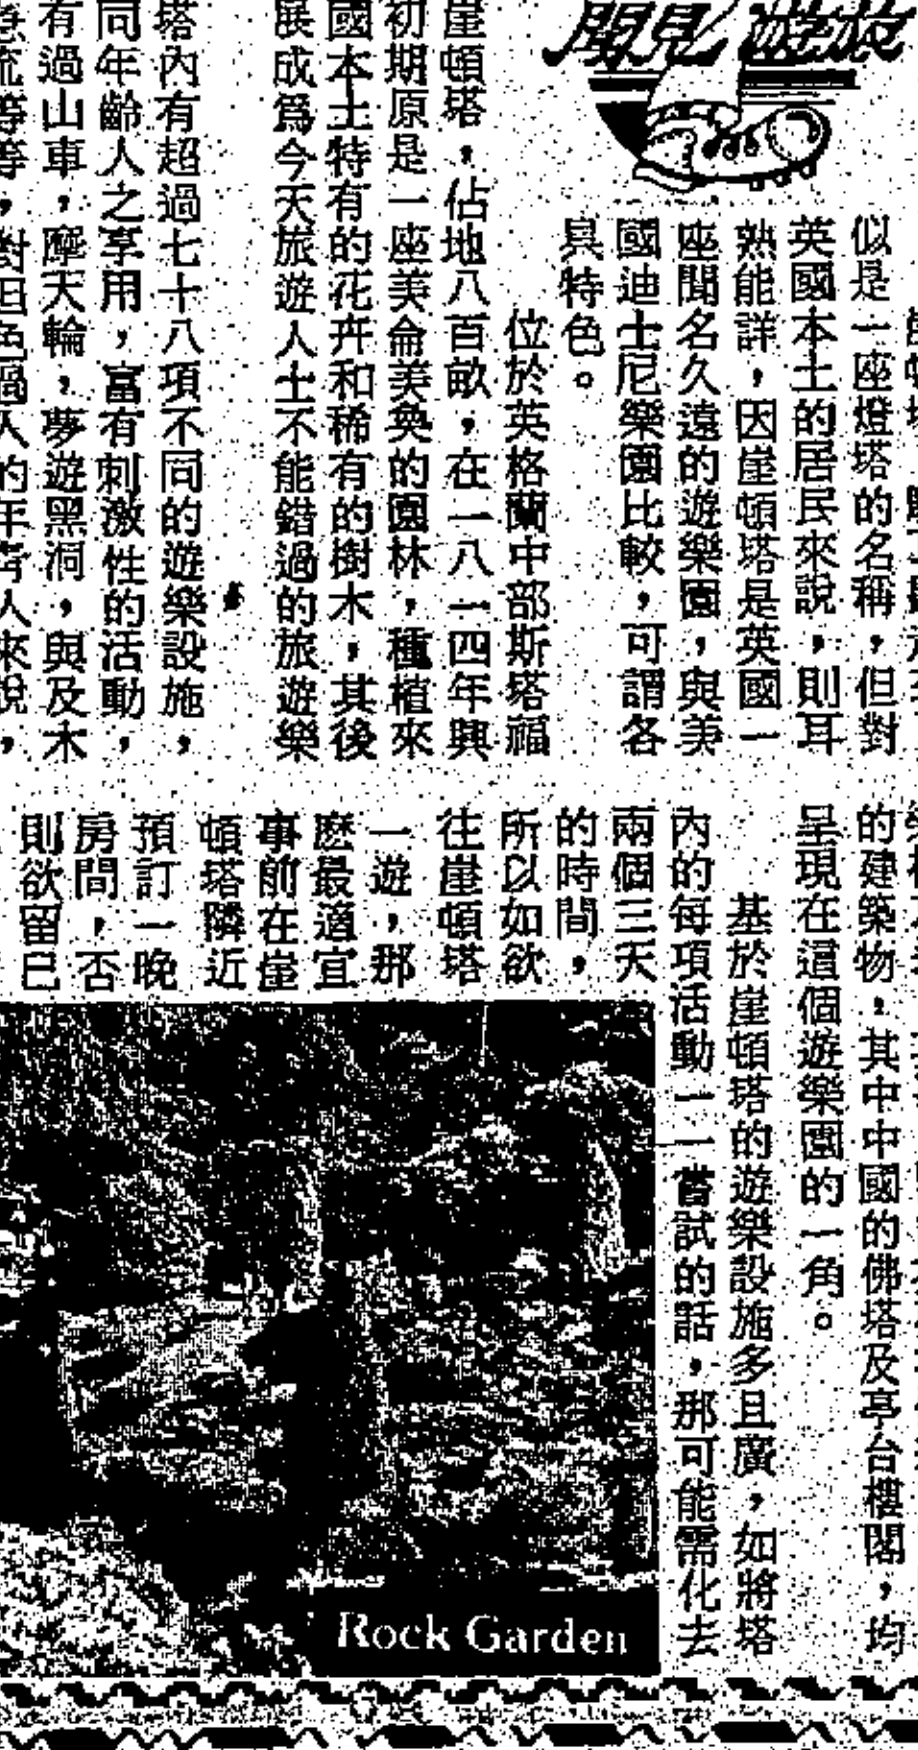 旅遊見聞
似是一座燈塔的名稱，但對
英國本土的居民來說，則耳
熟能詳，因崖頓塔是英國一
座聞名久遠的遊樂園，與美
國迪士尼樂園比較，可謂各
具特色。
位於英格蘭中部斯塔福
崖頓塔，佔地八百畝，在一八一四年興
初期原是一座美侖美奐的園林，種植來
國本土特有的花卉和稀有的樹木，其後
展成爲今天旅遊人士不能錯過的旅遊樂
塔內有超過七十八項不同的遊樂設施，
同年齡人之享用，富有刺激性的活動，
有過山車，摩天輪，夢遊黑洞，與及木
的建築物，其中中國的佛塔及亭台樓閣，均
呈現在這個遊樂園的一角。
基於崖頓塔的遊樂設施多且廣，如將塔
內的每項活動一一嘗試的話，那可能需化去
兩個三天
的時間，
所以如欲
往崖頓塔
一遊，那
麽最適宜
事前在崖
頓塔隣近
預訂一晚
房間，否
則欲留已
Rock Garden